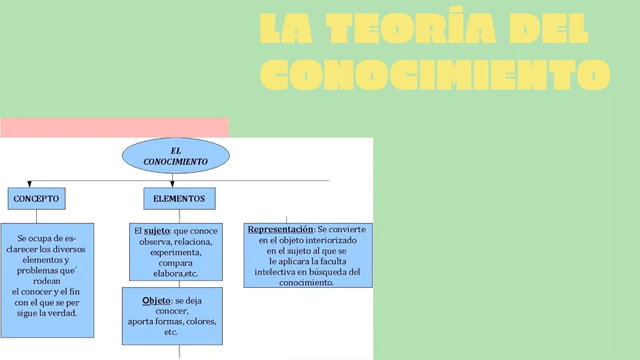 LA TEORÍA DEL
CONOCIMIENTO
EL
CONOCIMIENTO
CONCEPTO
ELEMENTOS
Se ocupa de es-
clarecer los diversos
elementos y
problemas que´
rodean
el conocer y el fin
con el que se per
sigue la verdad.
El sujeto: que conoce
observa, relaciona,
experimenta,
compara
elabora,etc.
Objeto: se deja
conocer,
aporta formas, colores,
etc.
Representación: Se convierte
en el objeto interiorizado
en el sujeto al que se
le aplicara la faculta
intelectiva en búsqueda del
conocimiento.